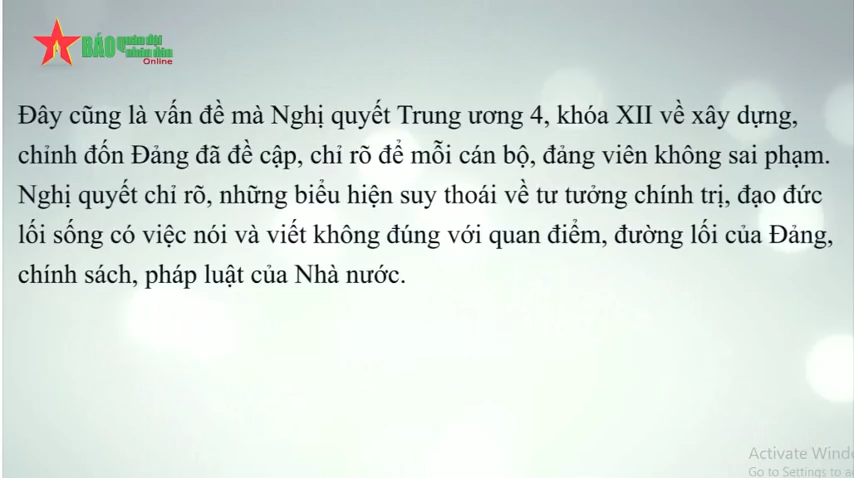 BÁO quân đội
nhân dân
Online
Đây cũng là vấn đề mà Nghị quyết Trung ương 4, khóa XII về xây dựng,
chỉnh đốn Đảng đã đề cập, chỉ rõ để mỗi cán bộ, đảng viên không sai phạm.
Nghị quyết chỉ rõ, những biểu hiện suy thoái về tư tưởng chính trị, đạo đức
lối sống có việc nói và viết không đúng với quan điểm, đường lối của Đảng,
chính sách, pháp luật của Nhà nước.
Activate Wind
Go to Settings to a